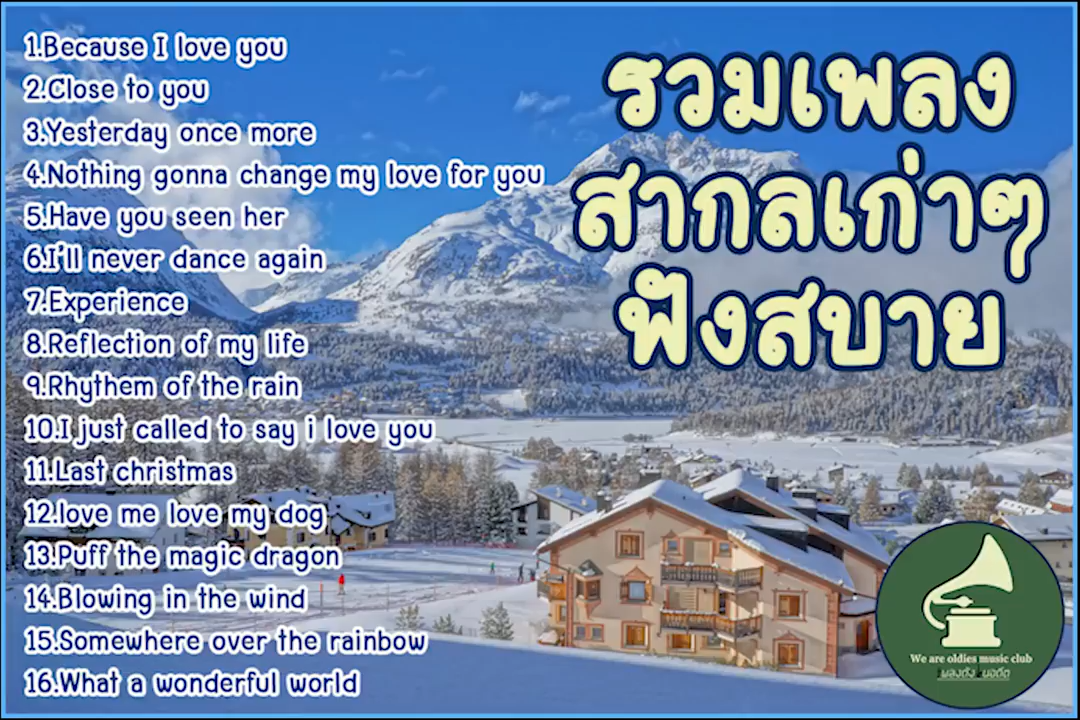 1.Because I love you
2.Close to you
3.Yesterday once more
4.Nothing gonna change my love for you
5.Have you seen her
6.I'll never dance again
7.Experience
8.Reflection of my life
9.Rhythem of the rain
10.I just called to say i love you
11.Last christmas
12.love me love my dog
13.Puff the magic dragon
14.Blowing in the wind
15.Somewhere over the rainbow
16.What a wonderful world
รวมเพลง
สากลเก่าๆ
ฟังสบาย
We are oldies music club